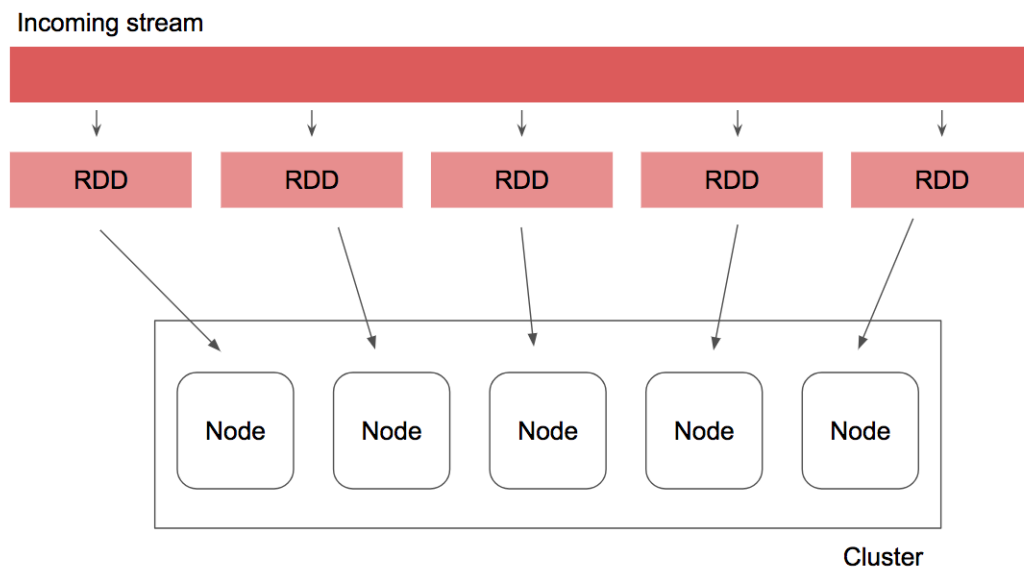 Incoming stream
RDD RDD RDD RDD RDD
Node Node Node Node Node
Cluster